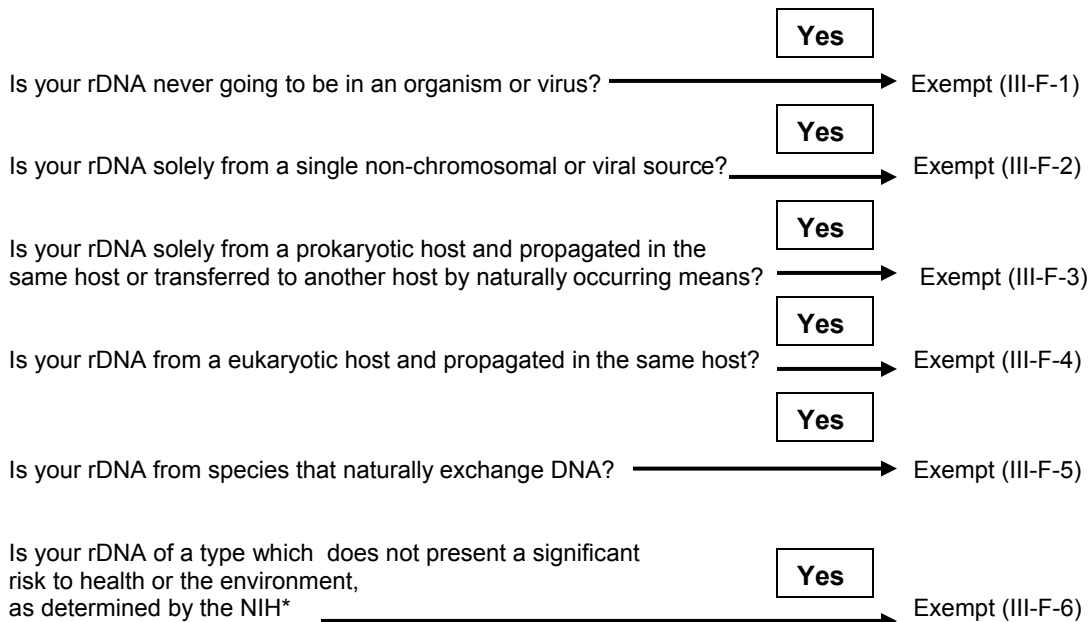 Yes
Is your rDNA never going to be in an organism or virus? Exempt (III-F-1)
Yes
Is your rDNA solely from a single non-chromosomal or viral source? Exempt (III-F-2)
Yes
Is your rDNA solely from a prokaryotic host and propagated in the
same host or transferred to another host by naturally occurring means? Exempt (III-F-3)
Yes
Is your rDNA from a eukaryotic host and propagated in the same host? Exempt (III-F-4)
Yes
Is your rDNA from species that naturally exchange DNA? Exempt (III-F-5)
Is your rDNA of a type which does not present a significant
risk to health or the environment,
Yes
as determined by the NIH* Exempt (III-F-6)